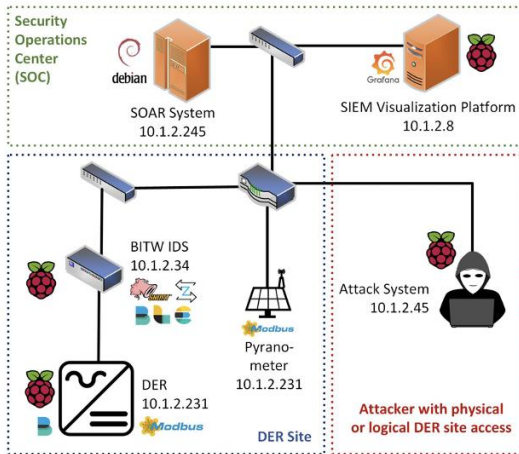 Security
Operations
Center
(SOC)
debian
SOAR System
10.1.2.245
Grafana
SIEM Visualization Platform
10.1.2.8
BITW IDS
10.1.2.34
Modbus
Pyrano-
meter
10.1.2.231
Attack System
10.1.2.45
DER
10.1.2.231
Modbus
DER Site
Attacker with physical
or logical DER site access